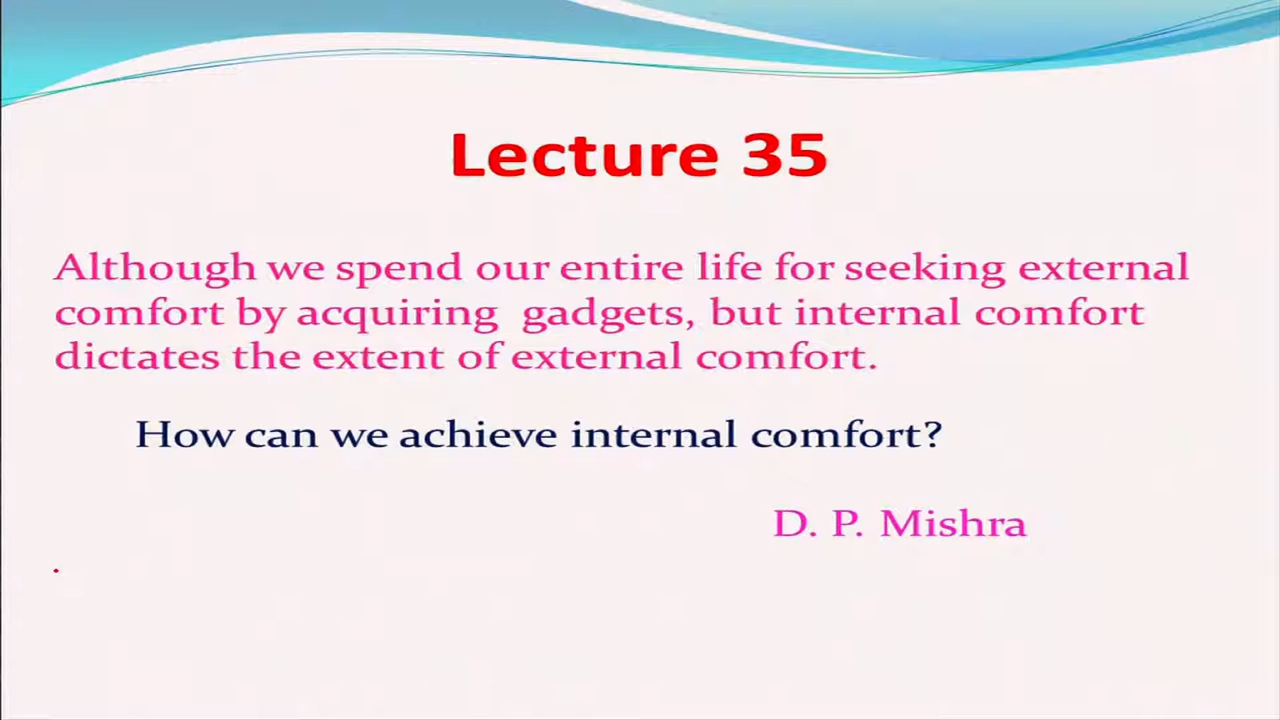 Lecture 35
Although we spend our entire life for seeking external
comfort by acquiring gadgets, but internal comfort
dictates the extent of external comfort.
How can we achieve internal comfort?
D. P. Mishra
.